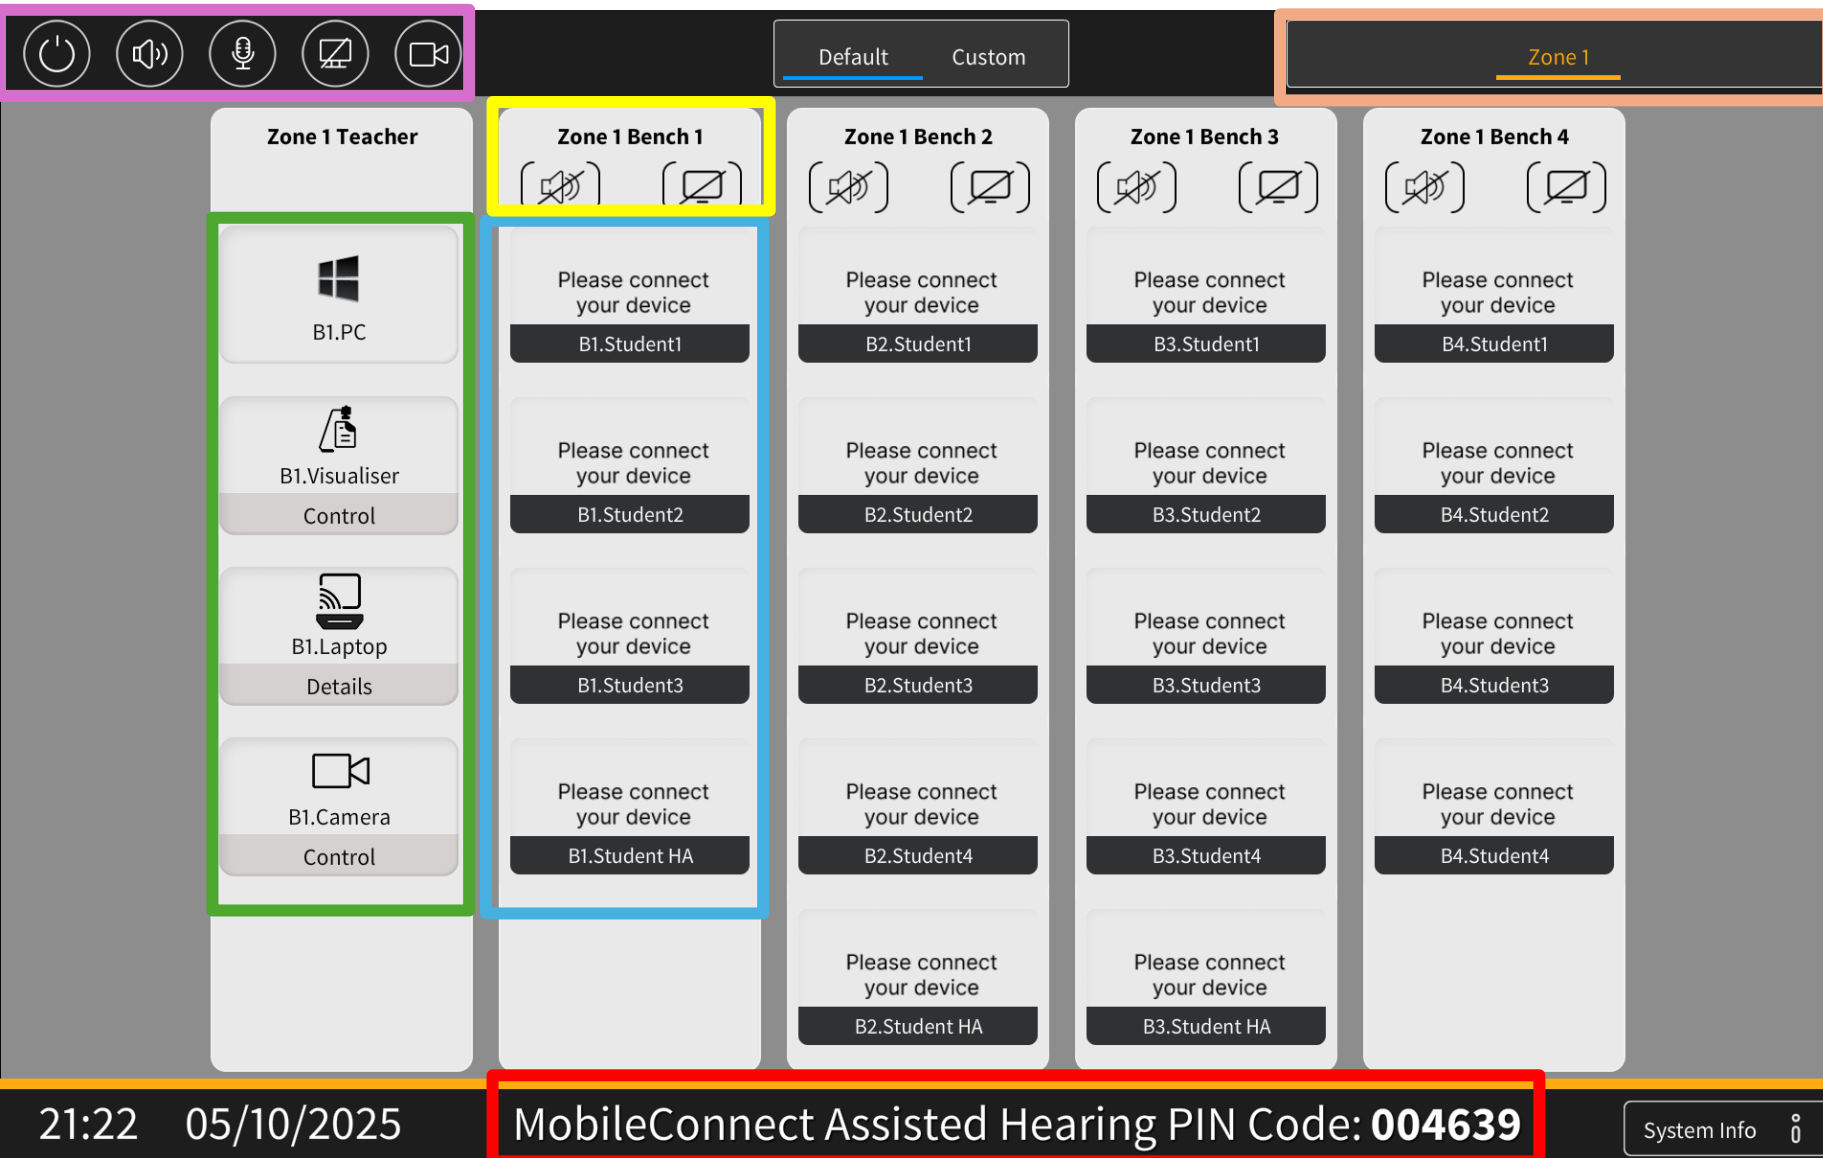 Default Custom
Zone 1
Zone 1 Teacher
B1.PC
B1.Visualiser
Control
B1.Laptop
Details
B1.Camera
Control
Zone 1 Bench 1
Please connect
your device
B1.Student1
Please connect
your device
B1.Student2
Please connect
your device
B1.Student3
Please connect
your device
B1.Student HA
Zone 1 Bench 2
Please connect
your device
B2.Student1
Please connect
your device
B2.Student2
Please connect
your device
B2.Student3
Please connect
your device
B2.Student4
Please connect
your device
B2.Student HA
Zone 1 Bench 3
Please connect
your device
B3.Student1
Please connect
your device
B3.Student2
Please connect
your device
B3.Student3
Please connect
your device
B3.Student4
Please connect
your device
B3.Student HA
Zone 1 Bench 4
Please connect
your device
B4.Student1
Please connect
your device
B4.Student2
Please connect
your device
B4.Student3
Please connect
your device
B4.Student4
21:22 05/10/2025
MobileConnect Assisted Hearing PIN Code: 004639
System Info